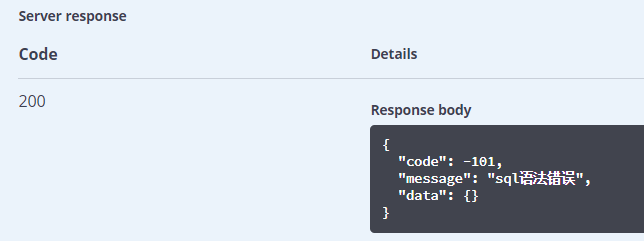 Server response
Code Details
200
Response body
{
"code": -101,
"message": "sql语法错误",
"data": {}
}